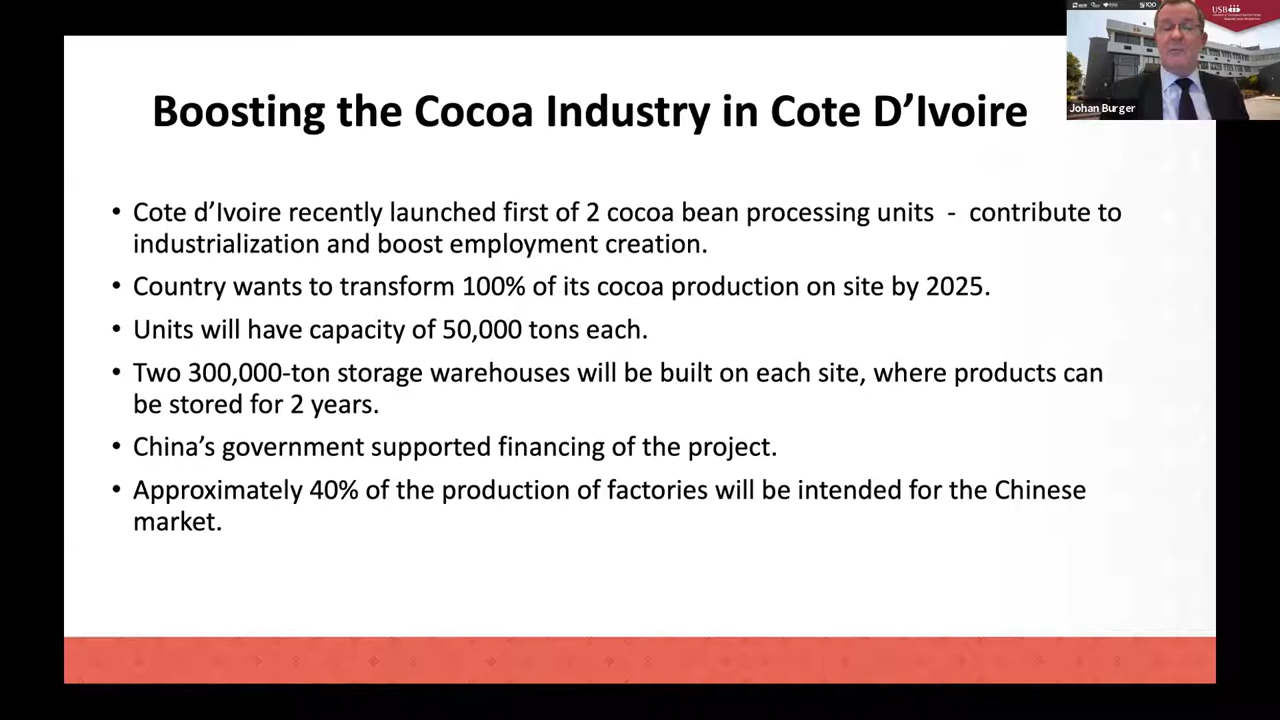 USB
Johan Burger
Boosting the Cocoa Industry in Cote D’Ivoire
• Cote d’Ivoire recently launched first of 2 cocoa bean processing units - contribute to
industrialization and boost employment creation.
• Country wants to transform 100% of its cocoa production on site by 2025.
• Units will have capacity of 50,000 tons each.
• Two 300,000-ton storage warehouses will be built on each site, where products can
be stored for 2 years.
• China’s government supported financing of the project.
• Approximately 40% of the production of factories will be intended for the Chinese
market.